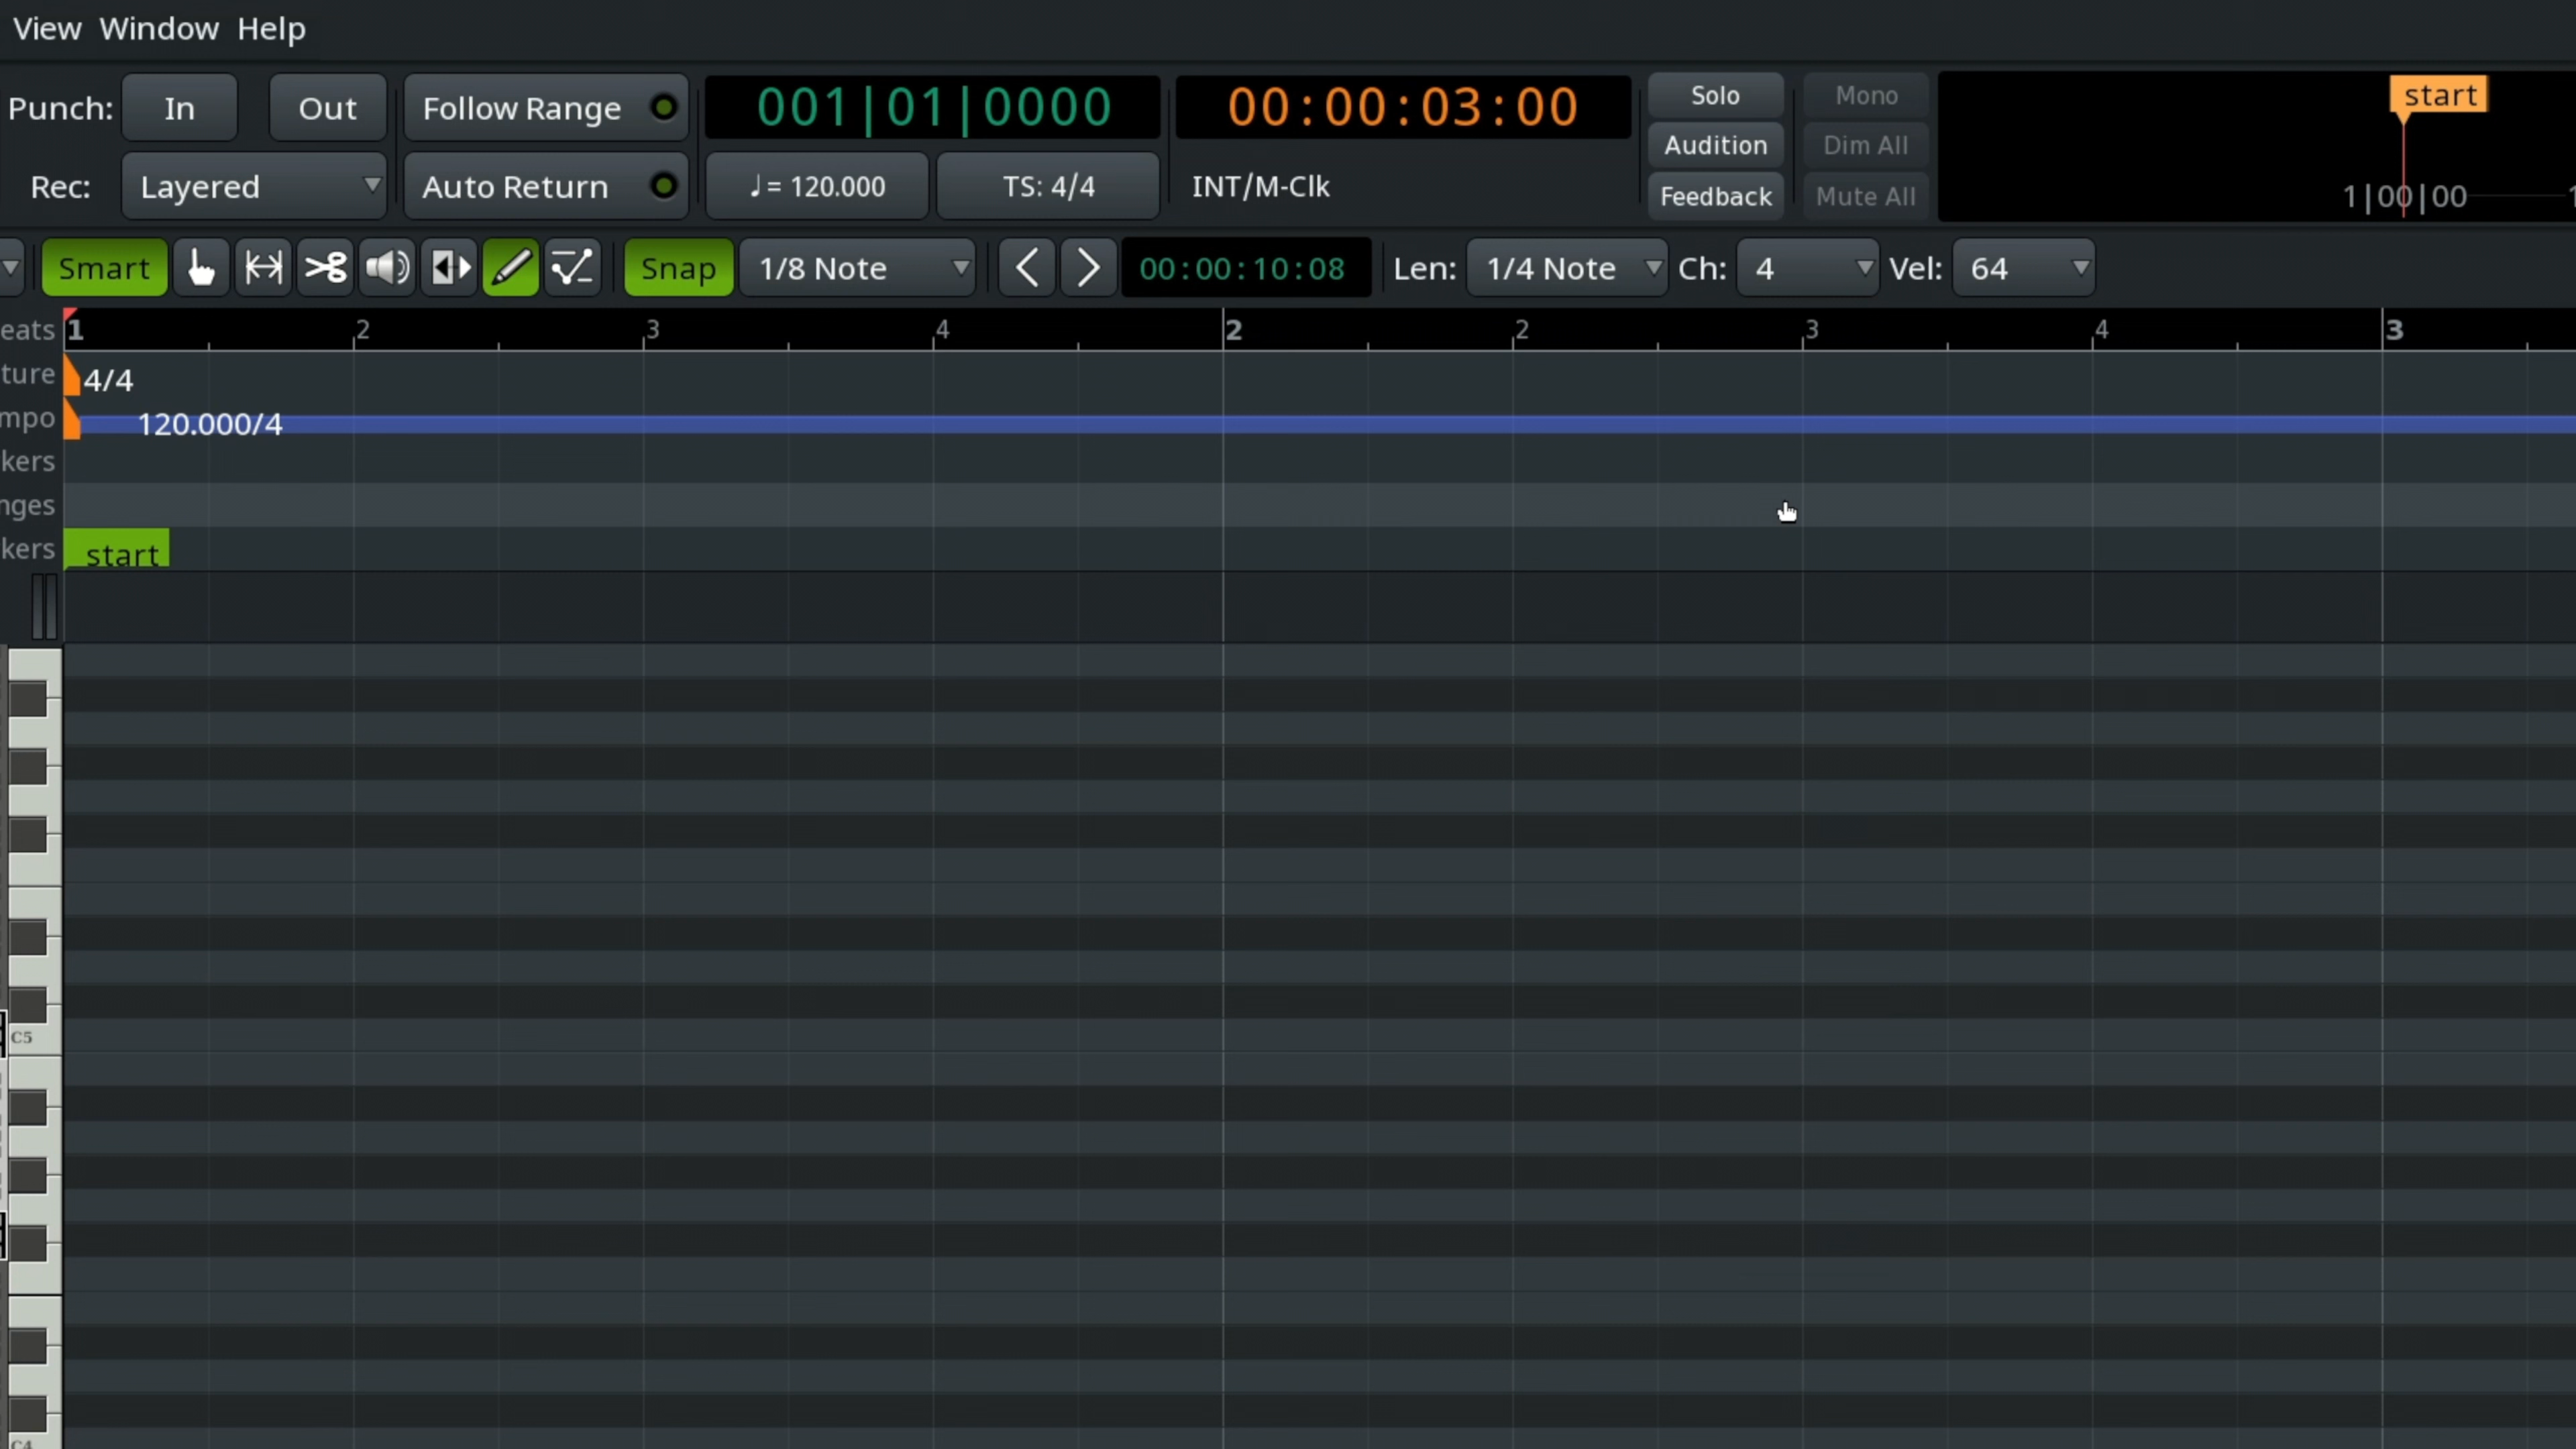 View Window Help
Punch: In Out Follow Range 001|01|0000 00:00:03:00 Solo Mono start
Audition Dim All
Rec: Layered Auto Return ♩= 120.000 TS: 4/4 INT/M-Clk Feedback Mute All 1|00|00
Smart Snap 1/8 Note 00:00:10:08 Len: 1/4 Note Ch: 4 Vel: 64
eats 1 2 3 4 2 2 3 4 3
ture 4/4
mpo 120.000/4
kers
nges
kers start
C5
C4